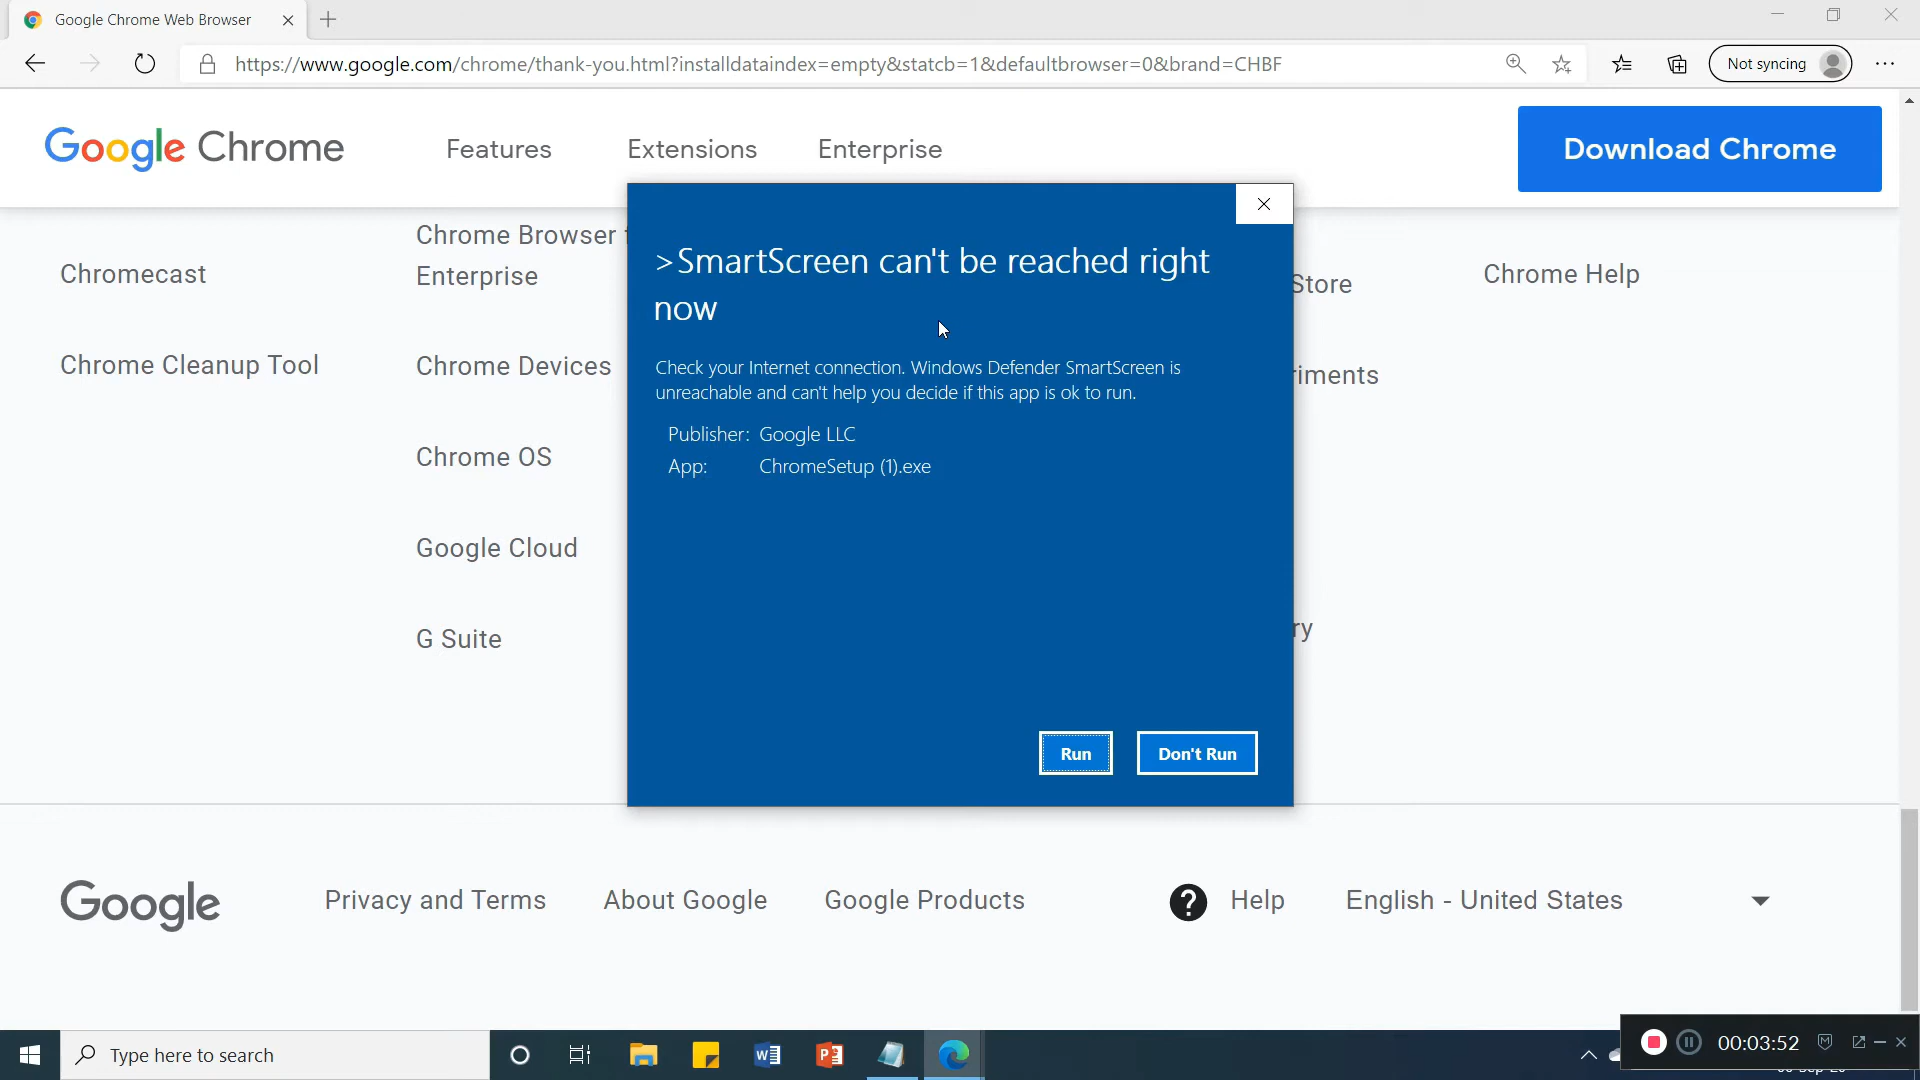 Google Chrome Web Browser
https://www.google.com/chrome/thank-you.html?installdataindex=empty&statcb=1&defaultbrowser=0&brand=CHBF
Not syncing
Google Chrome
Features
Extensions
Enterprise
Download Chrome
Chromecast
Chrome Cleanup Tool
Chrome Browser
Enterprise
Chrome Devices
Chrome OS
Google Cloud
G Suite
Store
iments
ry
Chrome Help
>SmartScreen can't be reached right
now
Check your Internet connection. Windows Defender SmartScreen is
unreachable and can't help you decide if this app is ok to run.
Publisher: Google LLC
App: ChromeSetup (1).exe
Run
Don't Run
Google
Privacy and Terms
About Google
Google Products
Help
English - United States
Type here to search
00:03:52